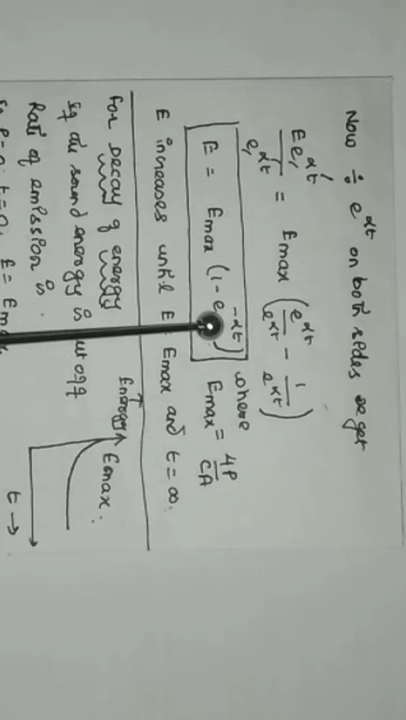 Now ÷ e^αt on both sides we get
E e^αt / e^αt = Emax (e^αt / e^αt - 1 / e^αt)
E = Emax (1 - e^-αt) where Emax = 4P / CA
E increases until E Emax and t = ∞.
For Decay of energy
If the sound energy is cut off
Rate of emission is
Energy ↑
Emax.
t →